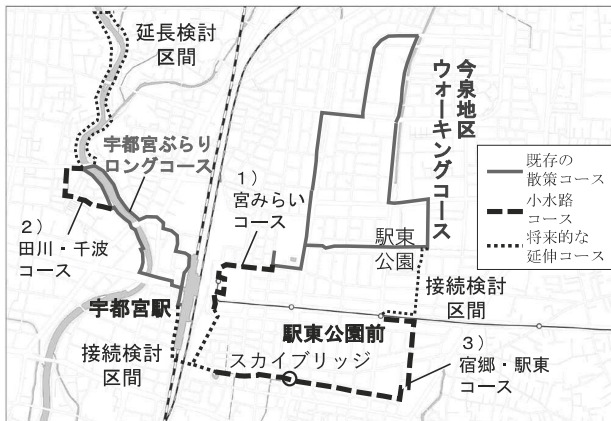 延長検討
区間
宇都宮ぶらり
ロングコース
1）
宮みらい
コース
今泉地区
ウォーキングコース
既存の
散策コース
小水路
コース
将来的な
延伸コース
2）
田川・千波
コース
駅東
公園
宇都宮駅
接続検討
区間
駅東公園前
スカイブリッジ
接続検討
区間
3）
宿郷・駅東
コース